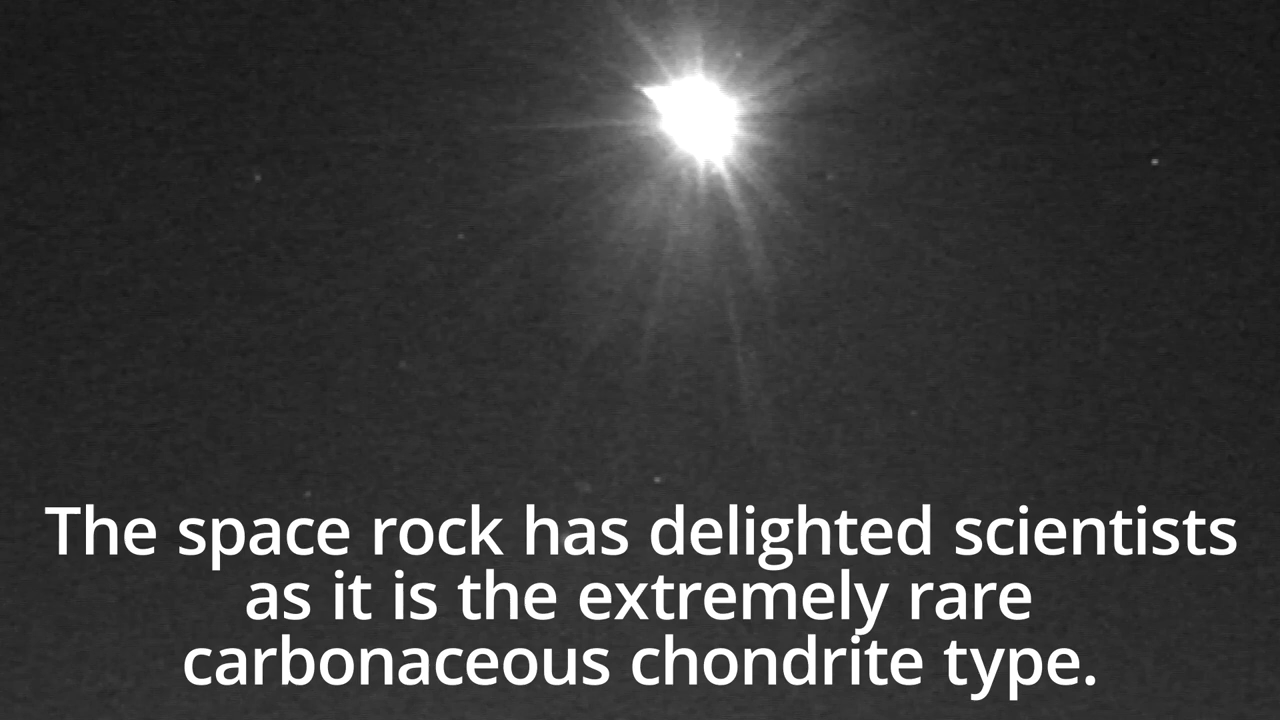 The space rock has delighted scientists
as it is the extremely rare
carbonaceous chondrite type.